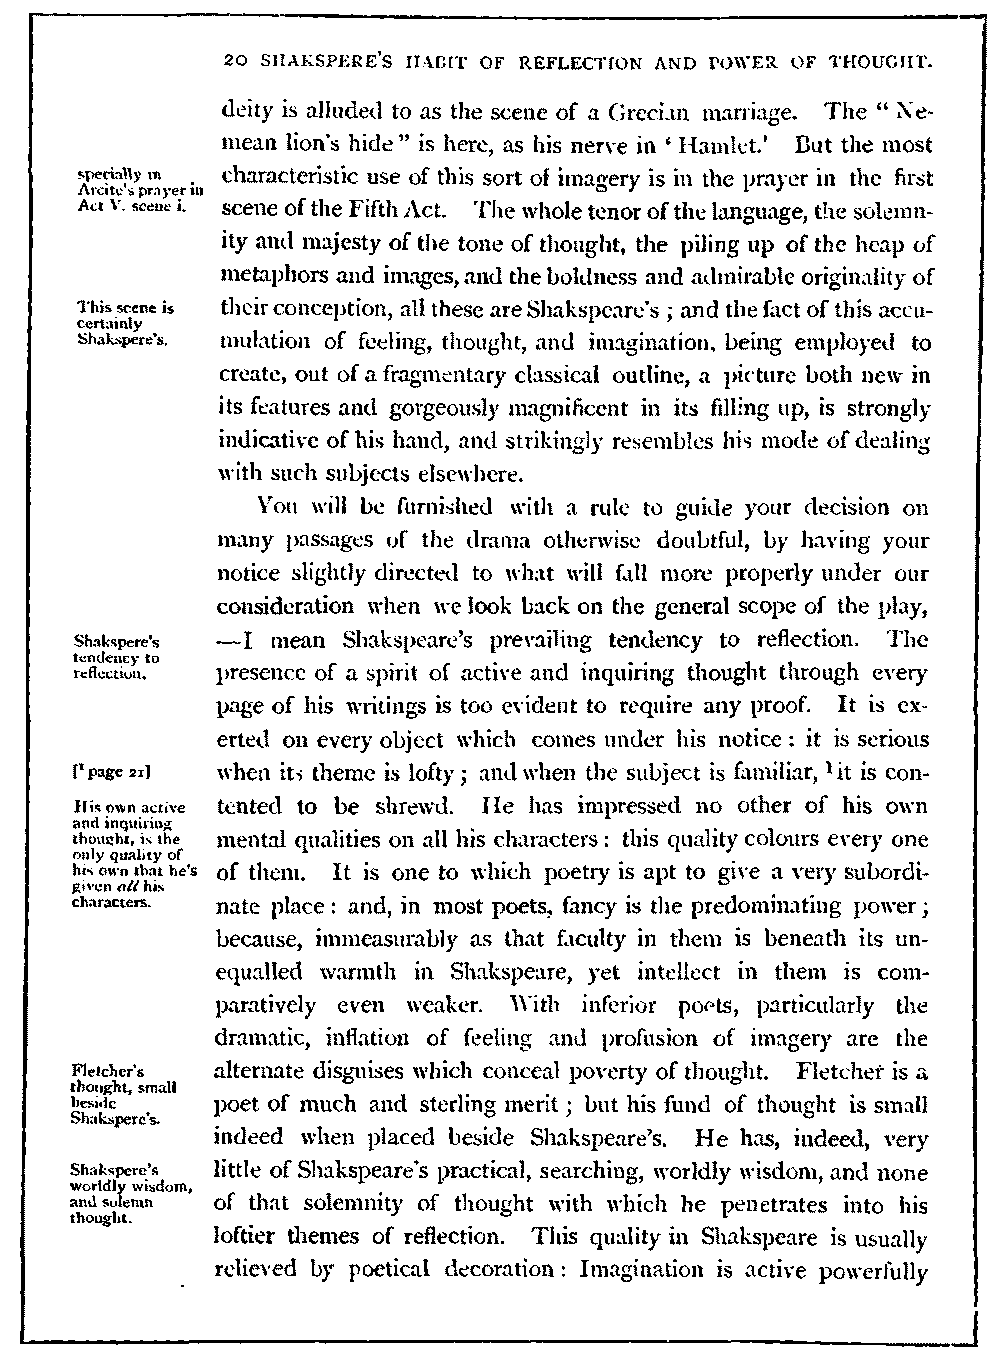 20 SHAKSPERE'S HABIT OF REFLECTION AND POWER OF THOUGHT.
deity is alluded to as the scene of a Grecian marriage. The “ Ne-
mean lion's hide ” is here, as his nerve in ‘ Hamlet.’ But the most
specially in
Arcite's prayer in
Act V. scene i.
characteristic use of this sort of imagery is in the prayer in the first
scene of the Fifth Act. The whole tenor of the language, the solemn-
ity and majesty of the tone of thought, the piling up of the heap of
metaphors and images, and the boldness and admirable originality of
This scene is
certainly
Shakspere's.
their conception, all these are Shakspeare's ; and the fact of this accu-
mulation of feeling, thought, and imagination, being employed to
create, out of a fragmentary classical outline, a picture both new in
its features and gorgeously magnificent in its filling up, is strongly
indicative of his hand, and strikingly resembles his mode of dealing
with such subjects elsewhere.
You will be furnished with a rule to guide your decision on
many passages of the drama otherwise doubtful, by having your
notice slightly directed to what will fall more properly under our
consideration when we look back on the general scope of the play,
Shakspere's
tendency to
reflection.
—I mean Shakspeare's prevailing tendency to reflection. The
presence of a spirit of active and inquiring thought through every
page of his writings is too evident to require any proof. It is ex-
erted on every object which comes under his notice : it is serious
[¹ page 21]
when its theme is lofty ; and when the subject is familiar, ¹it is con-
His own active
and inquiring
thought, is the
only quality of
his own that he's
given all his
characters.
tented to be shrewd. He has impressed no other of his own
mental qualities on all his characters : this quality colours every one
of them. It is one to which poetry is apt to give a very subordi-
nate place : and, in most poets, fancy is the predominating power ;
because, immeasurably as that faculty in them is beneath its un-
equalled warmth in Shakspeare, yet intellect in them is com-
paratively even weaker. With inferior poets, particularly the
dramatic, inflation of feeling and profusion of imagery are the
Fletcher's
thought, small
beside
Shakspere's.
alternate disguises which conceal poverty of thought. Fletcher is a
poet of much and sterling merit ; but his fund of thought is small
indeed when placed beside Shakspeare's. He has, indeed, very
Shakspere's
worldly wisdom,
and solemn
thought.
little of Shakspeare's practical, searching, worldly wisdom, and none
of that solemnity of thought with which he penetrates into his
loftier themes of reflection. This quality in Shakspeare is usually
relieved by poetical decoration : Imagination is active powerfully